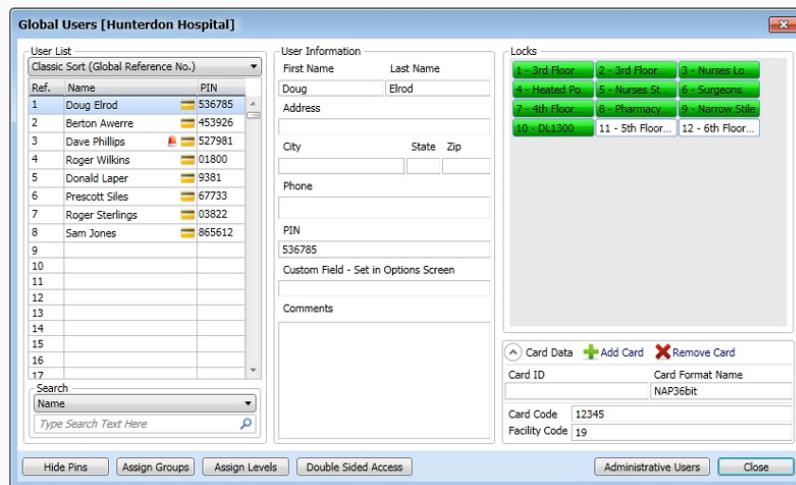 Global Users [Hunterdon Hospital]
User List
Classic Sort (Global Reference No.)
Ref. Name PIN
1 Doug Elrod 536785
2 Berton Awerre 453926
3 Dave Phillips 527981
4 Roger Wilkins 01800
5 Donald Laper 9381
6 Prescott Siles 67733
7 Roger Sterlings 03822
8 Sam Jones 865612
9
10
11
12
13
14
15
16
17
Search
Name
Type Search Text Here
User Information
First Name Last Name
Doug Elrod
Address
City State Zip
Phone
PIN
536785
Custom Field - Set in Options Screen
Comments
Locks
1 - 3rd Floor... 2 - 3rd Floor... 3 - Nurses Lo...
4 - Heated Po... 5 - Nurses St... 6 - Surgeons...
7 - 4th Floor... 8 - Pharmacy... 9 - Narrow Stile
10 - DL1300 11 - 5th Floor... 12 - 6th Floor...
Card Data Add Card Remove Card
Card ID Card Format Name
NAP36bit
Card Code 12345
Facility Code 19
Hide Pins Assign Groups Assign Levels Double Sided Access Administrative Users Close